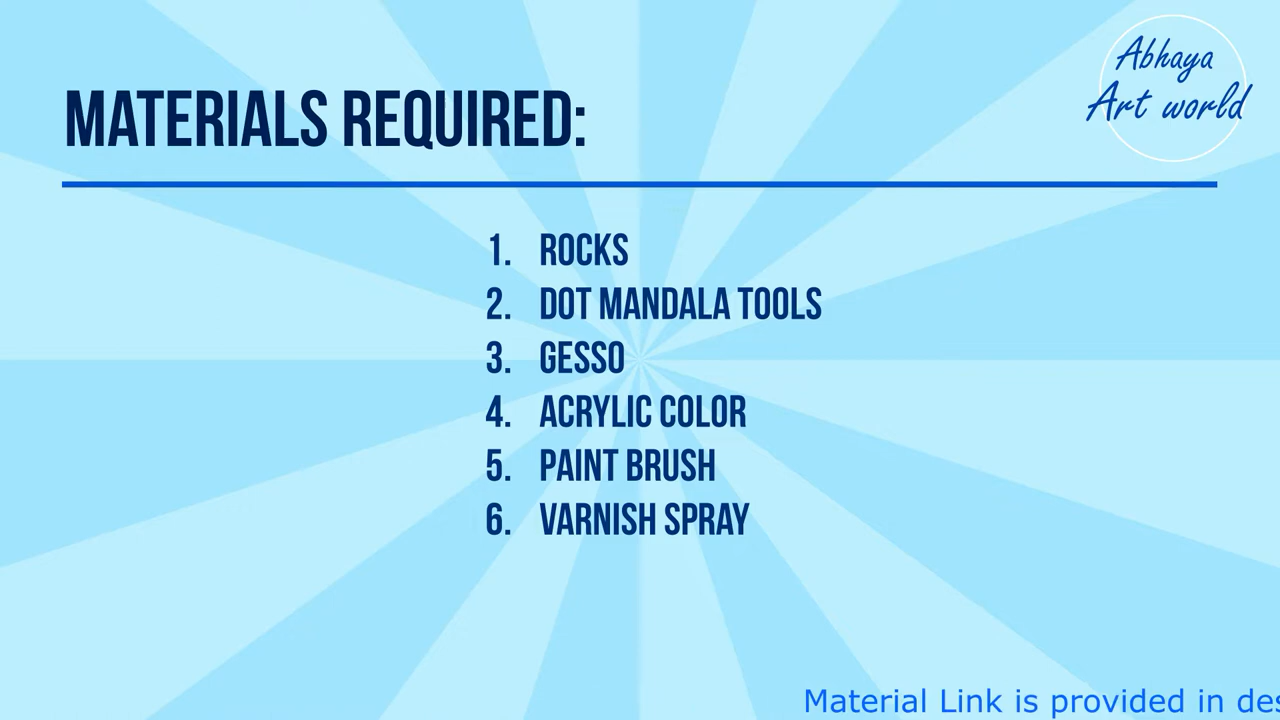 Abhaya
Art world
MATERIALS REQUIRED:
1. ROCKS
2. DOT MANDALA TOOLS
3. GESSO
4. ACRYLIC COLOR
5. PAINT BRUSH
6. VARNISH SPRAY
Material Link is provided in des